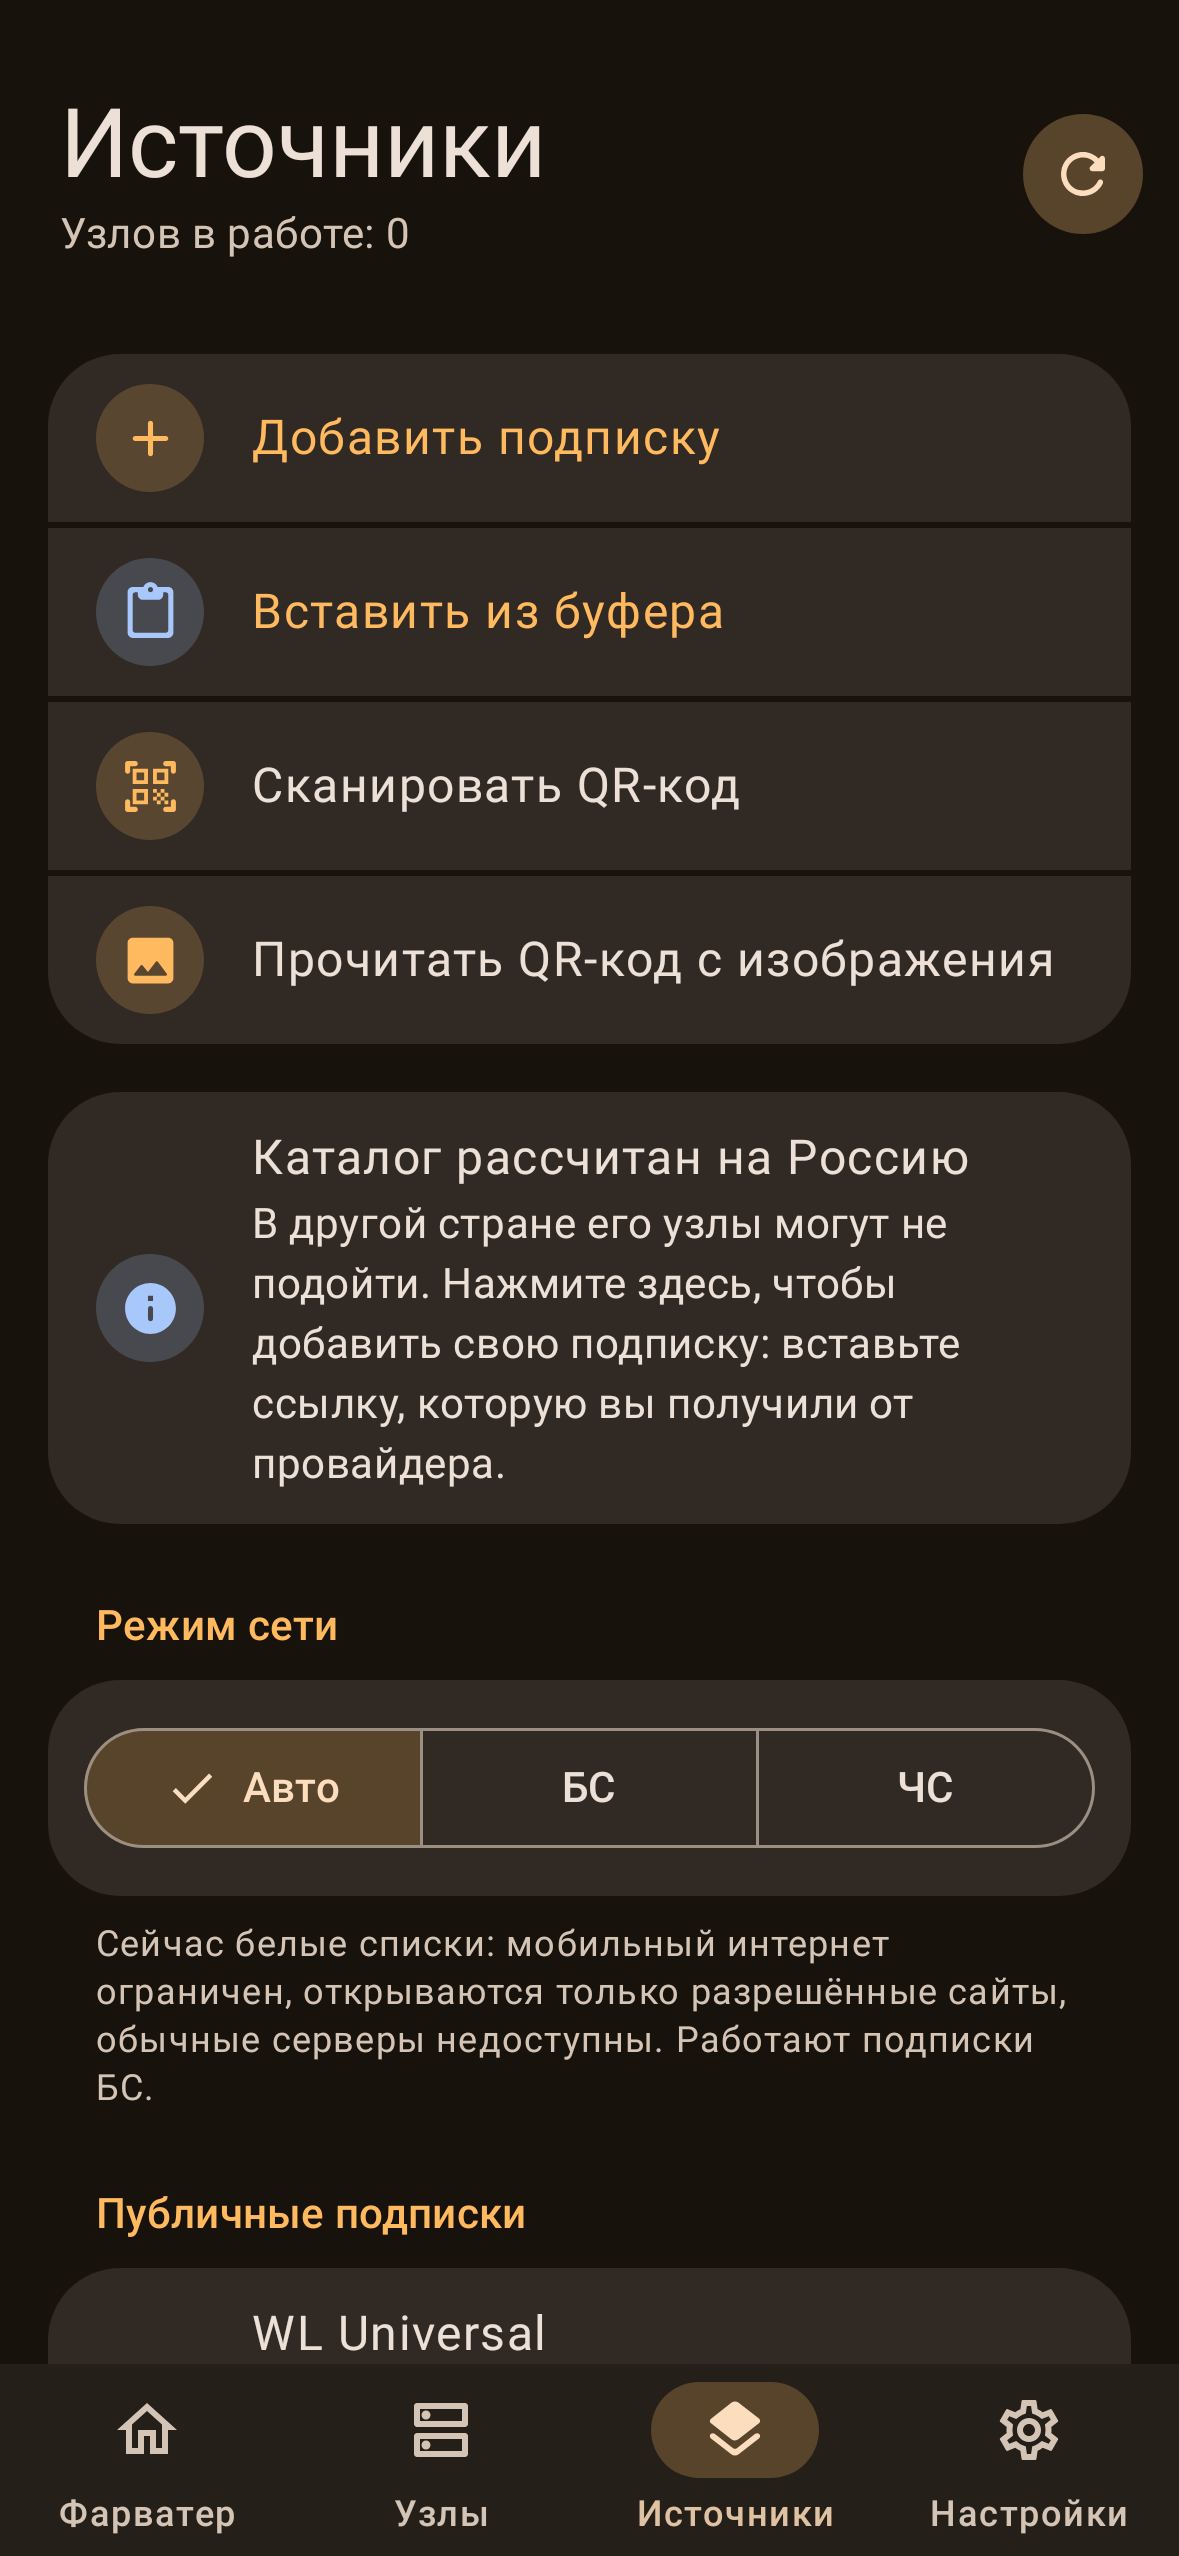 Источники
Узлов в работе: 0
Добавить подписку
Вставить из буфера
Сканировать QR-код
Прочитать QR-код с изображения
Каталог рассчитан на Россию
В другой стране его узлы могут не
подойти. Нажмите здесь, чтобы
добавить свою подписку: вставьте
ссылку, которую вы получили от
провайдера.
Режим сети
Авто
БС
ЧС
Сейчас белые списки: мобильный интернет
ограничен, открываются только разрешённые сайты,
обычные серверы недоступны. Работают подписки
БС.
Публичные подписки
WL Universal
Фарватер
Узлы
Источники
Настройки